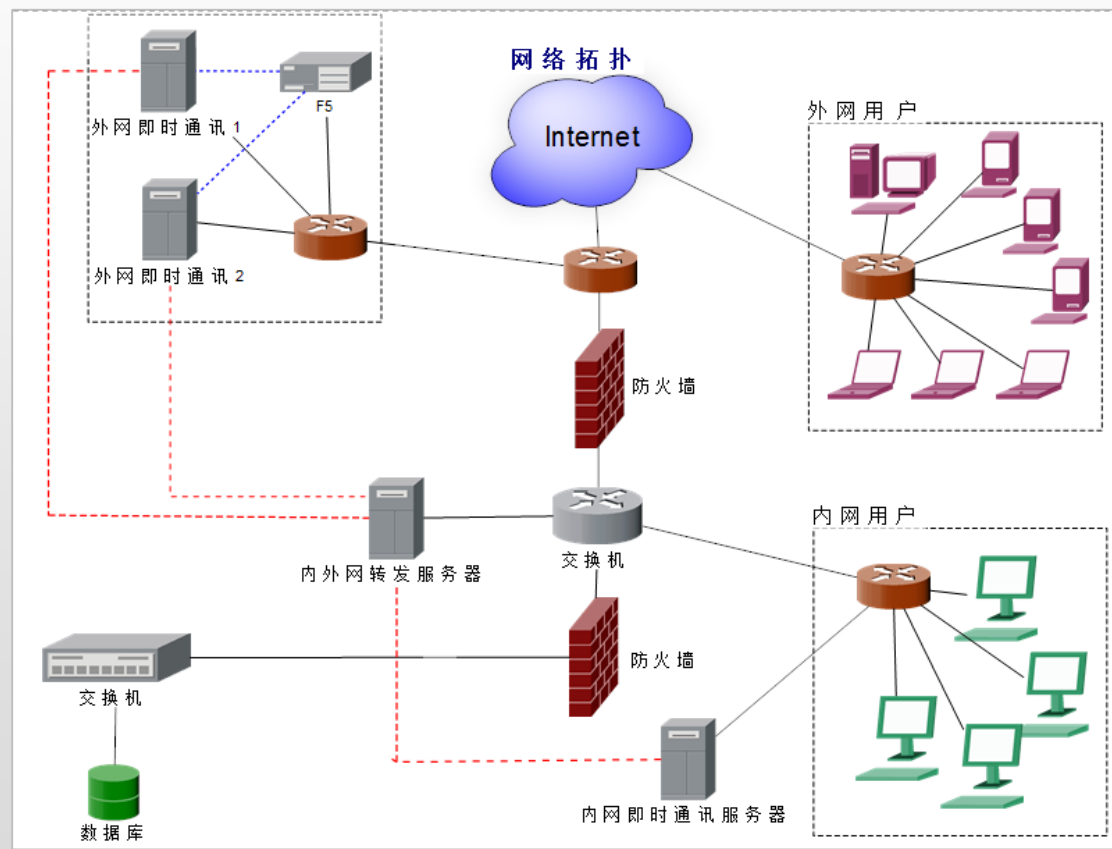 网络拓扑
Internet
F5
外网即时通讯1
外网即时通讯2
外网用户
防火墙
内网用户
交换机
内外网转发服务器
防火墙
交换机
数据库
内网即时通讯服务器